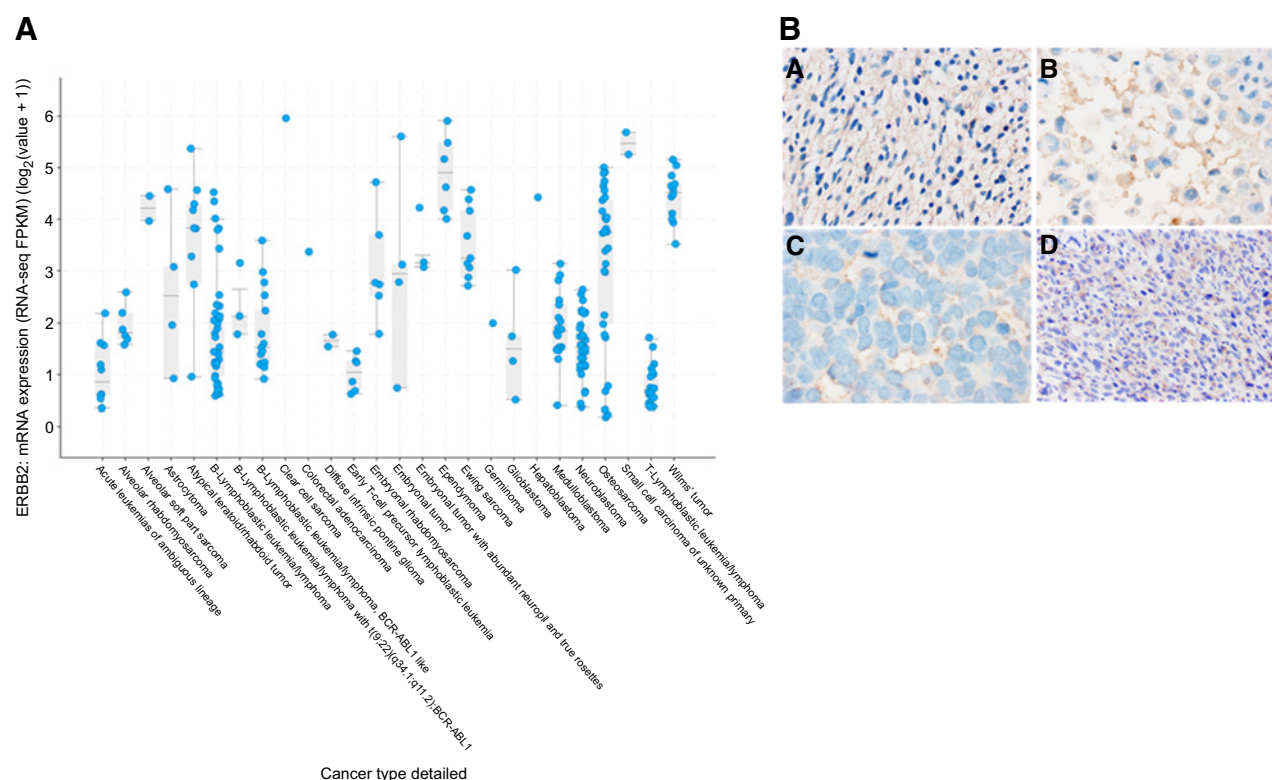 A
B
ERBB2: mRNA expression (RNA-seq FPKM) (log2(value + 1))
6
5
4
3
2
1
0
Acute leukemias of ambiguous lineage
Alveolar rhabdomyosarcoma
Alveolar soft part sarcoma
Astrocytoma
Atypical teratoid/rhabdoid tumor
B-Lymphoblastic leukemia/lymphoma
B-Lymphoblastic leukemia/lymphoma with t(9;22)(q34.1;q11.2);BCR-ABL1
B-Lymphoblastic leukemia/lymphoma, BCR-ABL1 like
Clear cell sarcoma
Colorectal adenocarcinoma
Diffuse intrinsic pontine glioma
Early T-cell precursor lymphoblastic leukemia
Embryonal rhabdomyosarcoma
Embryonal tumor
Embryonal tumor with abundant neuropil and true rosettes
Ependymoma
Ewing sarcoma
Germinoma
Glioblastoma
Hepatoblastoma
Medulloblastoma
Neuroblastoma
Osteosarcoma
Small cell carcinoma of unknown primary
T-Lymphoblastic leukemia/lymphoma
Wilms' tumor
Cancer type detailed
A
B
C
D